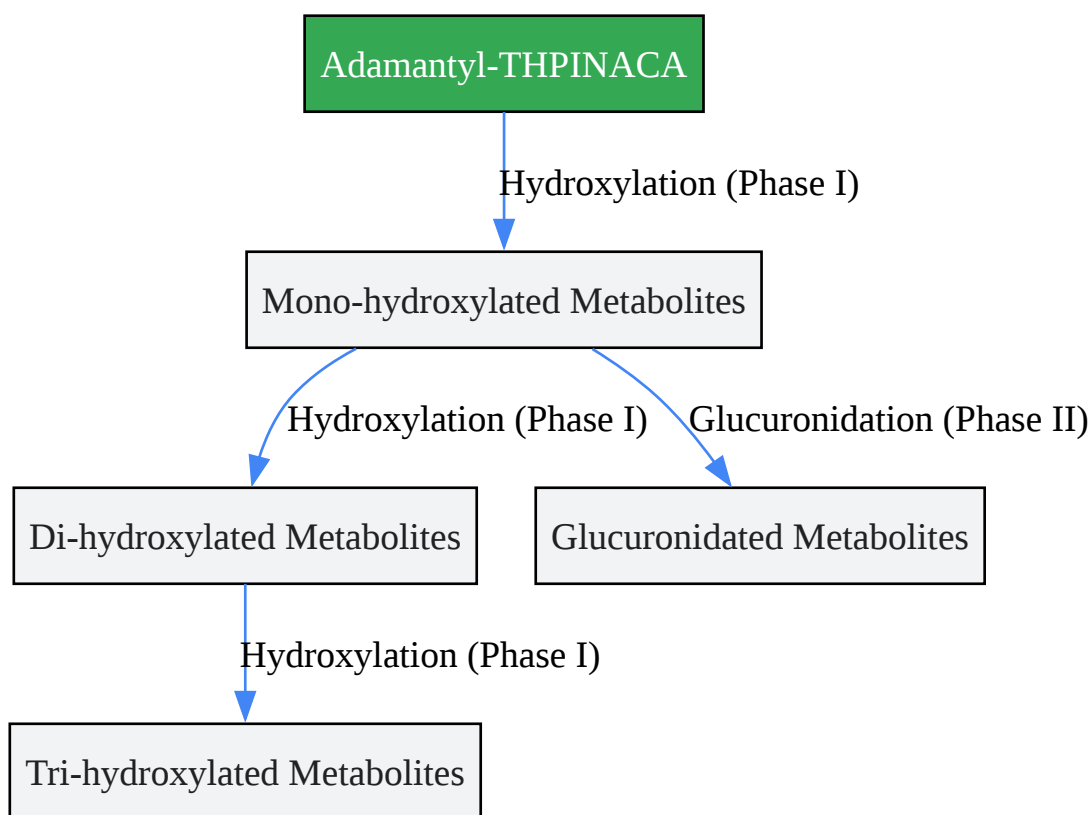 Adamantyl-THPINACA
Hydroxylation (Phase I)
Mono-hydroxylated Metabolites
Hydroxylation (Phase I)
Glucuronidation (Phase II)
Di-hydroxylated Metabolites
Glucuronidated Metabolites
Hydroxylation (Phase I)
Tri-hydroxylated Metabolites